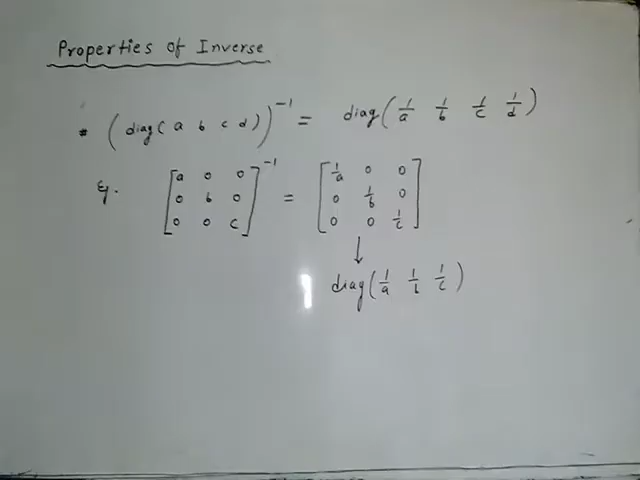 Properties of Inverse
* (diag(a b c d))⁻¹ = diag(1/a 1/b 1/c 1/d)
Eg. [a 0 0; 0 b 0; 0 0 c]⁻¹ = [1/a 0 0; 0 1/b 0; 0 0 1/c]
↓
diag(1/a 1/b 1/c)